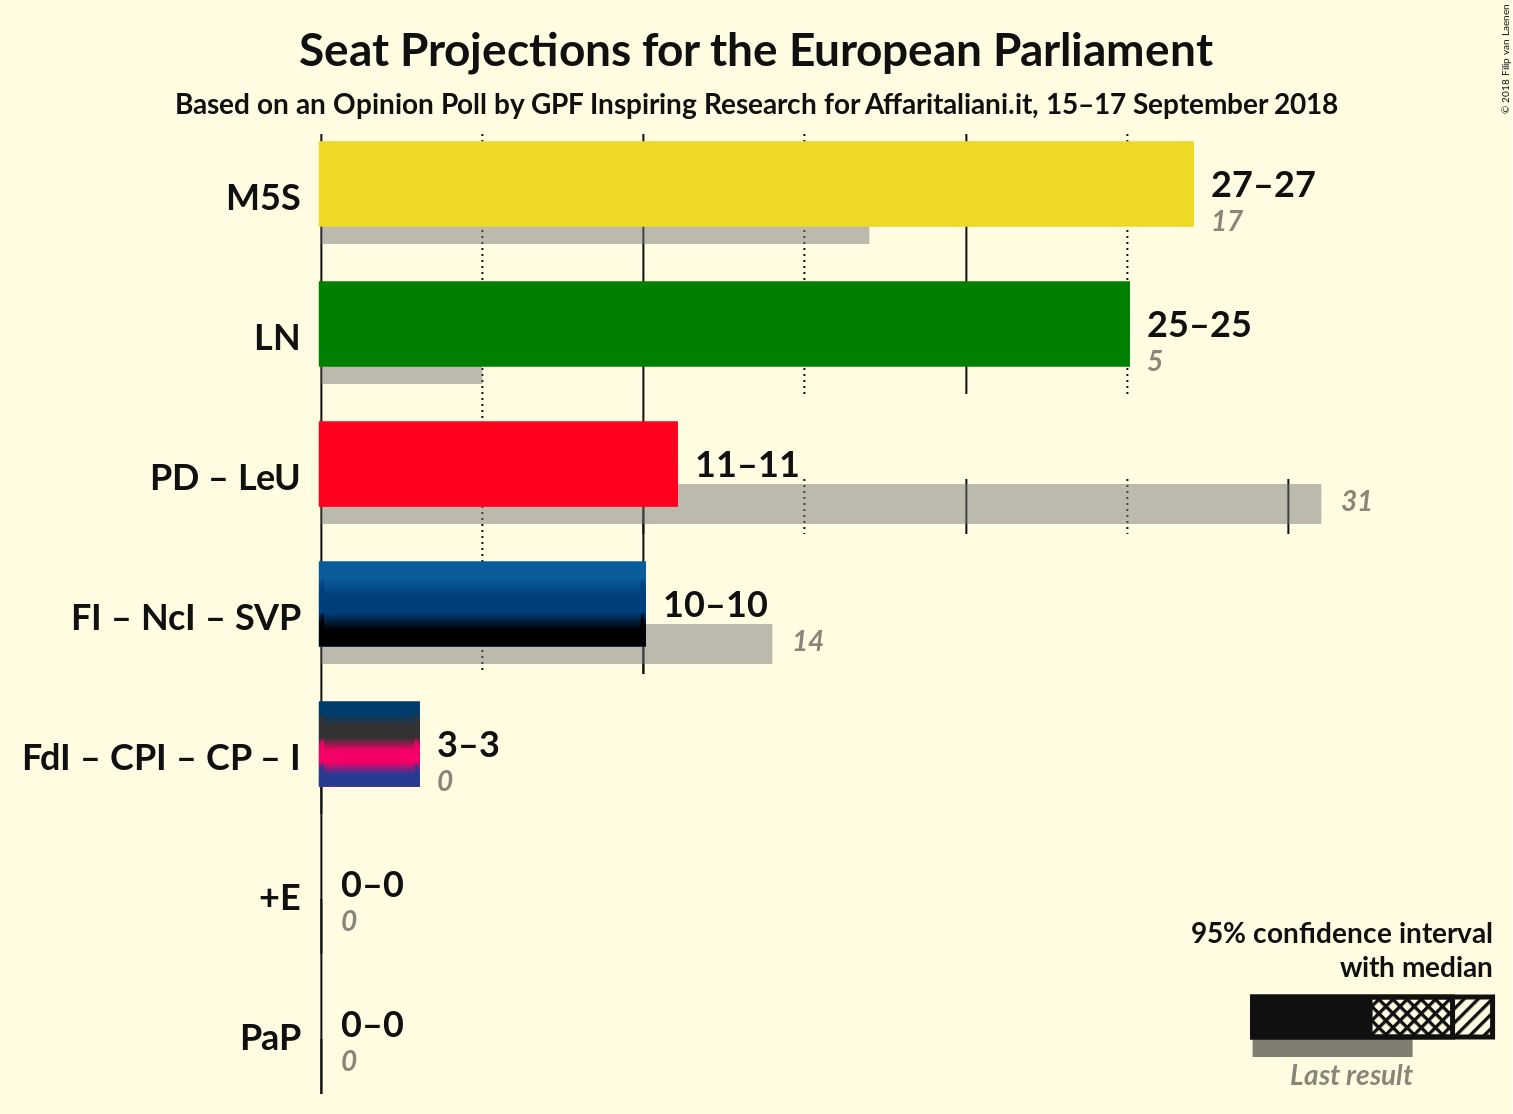 Seat Projections for the European Parliament
Based on an Opinion Poll by GPF Inspiring Research for Affaritaliani.it, 15–17 September 2018
© 2018 Filip van Laenen
M5S
27–27
17
LN
25–25
5
PD – LeU
11–11
31
FI – NcI – SVP
10–10
14
FdI – CPI – CP – I
3–3
0
+E
0–0
0
PaP
0–0
0
95% confidence interval
with median
Last result